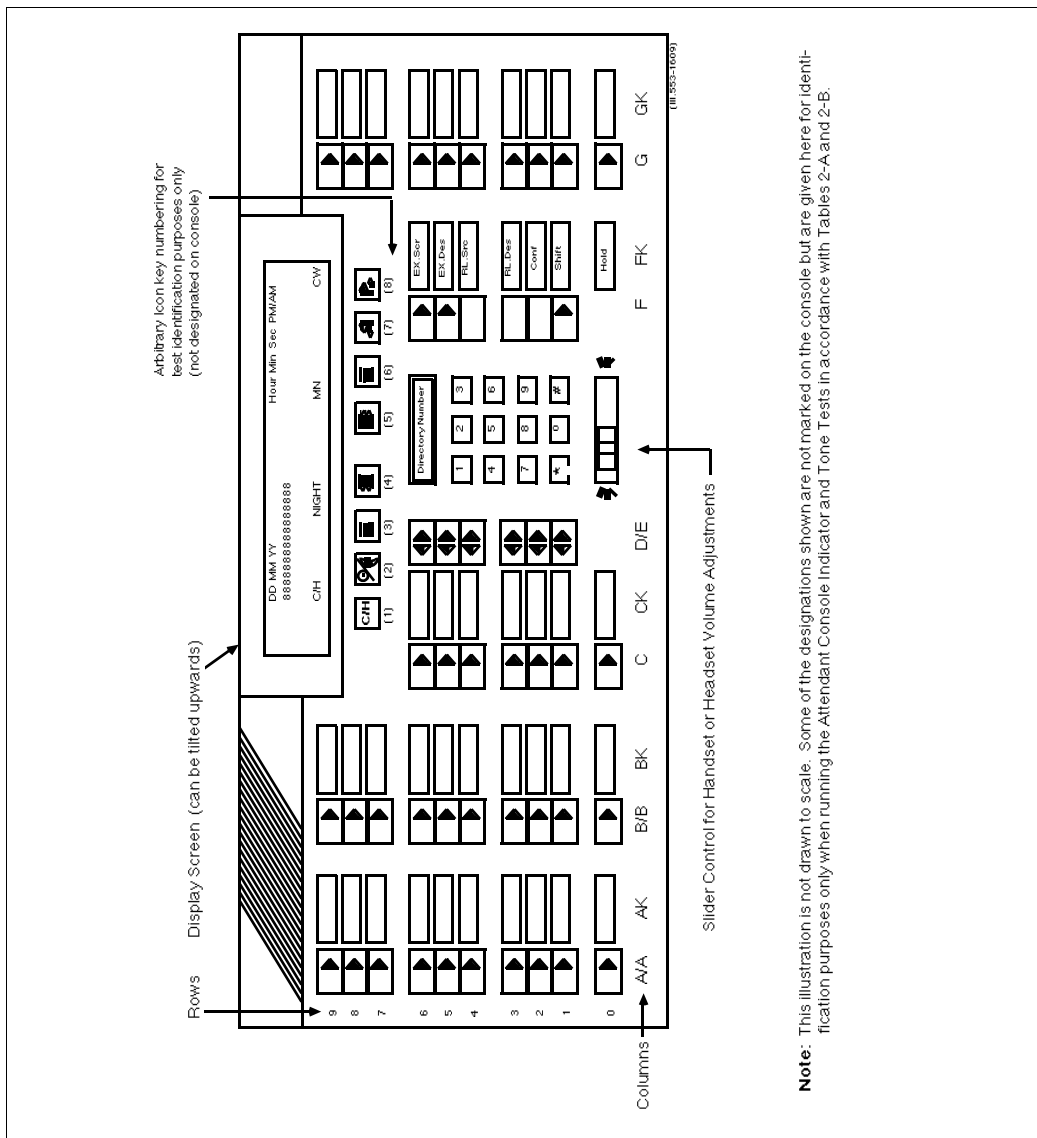 Arbitrary Icon key numbering for
test identification purposes only
(not designated on console)
Rows
Display Screen (can be tilted upwards)
DD MM YY
Hour Min Sec PM/AM
8888888888888888
C/H
NIGHT
MN
CW
9
8
7
C/H
(1)
(2)
(3)
(4)
(5)
(6)
(7)
(8)
6
5
4
Directory Number
1
2
3
4
5
6
7
8
9
*
0
#
EX.Scr
EX.Des
RL.Src
3
2
1
RL.Des
Conf
Shift
0
Hold
A/A
AK
B/B
BK
C
CK
D/E
F
FK
G
GK
(Ill.553-1609)
Columns
Slider Control for Handset or Headset Volume Adjustments
Note: This illustration is not drawn to scale. Some of the designations shown are not marked on the console but are given here for identi-
fication purposes only when running the Attendant Console Indicator and Tone Tests in accordance with Tables 2-A and 2-B.